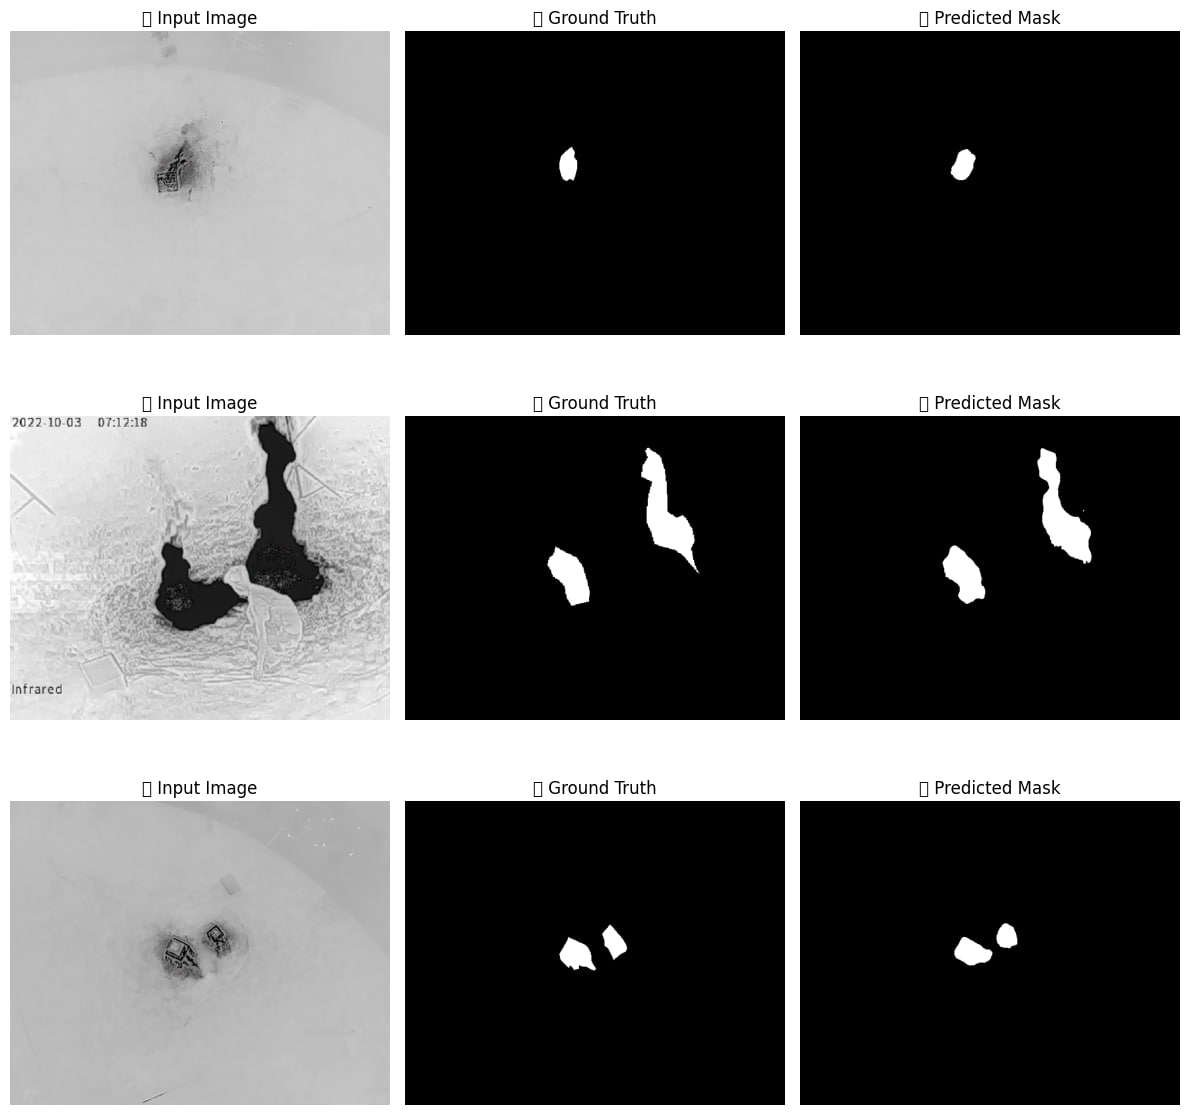 ▯ Input Image
▯ Ground Truth
▯ Predicted Mask
▯ Input Image
▯ Ground Truth
▯ Predicted Mask
2022-10-03 07:12:18
Infrared
▯ Input Image
▯ Ground Truth
▯ Predicted Mask